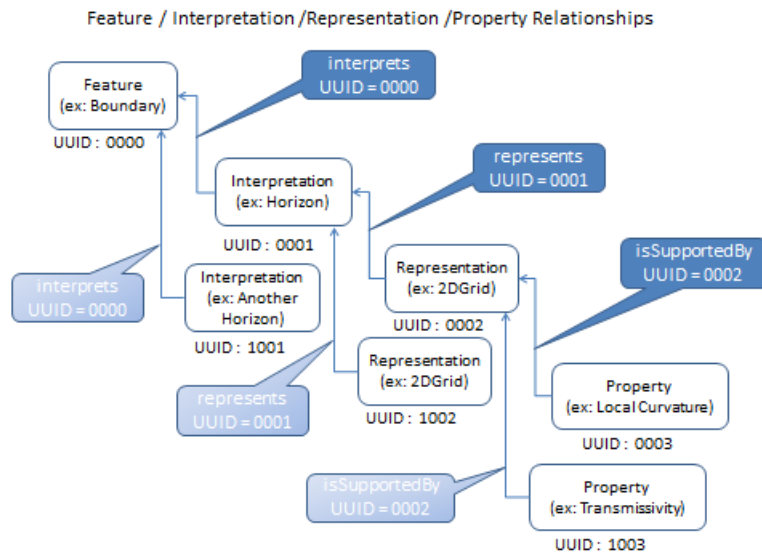 Feature / Interpretation /Representation /Property Relationships
interprets
UUID = 0000
Feature
(ex: Boundary)
UUID : 0000
represents
UUID = 0001
Interpretation
(ex: Horizon)
UUID : 0001
isSupportedBy
UUID = 0002
Representation
(ex: 2DGrid)
UUID : 0002
interprets
UUID = 0000
Interpretation
(ex: Another
Horizon)
UUID : 1001
Representation
(ex: 2DGrid)
UUID : 1002
represents
UUID =0001
Property
(ex: Local Curvature)
UUID : 0003
isSupportedBy
UUID =0002
Property
(ex: Transmissivity)
UUID : 1003